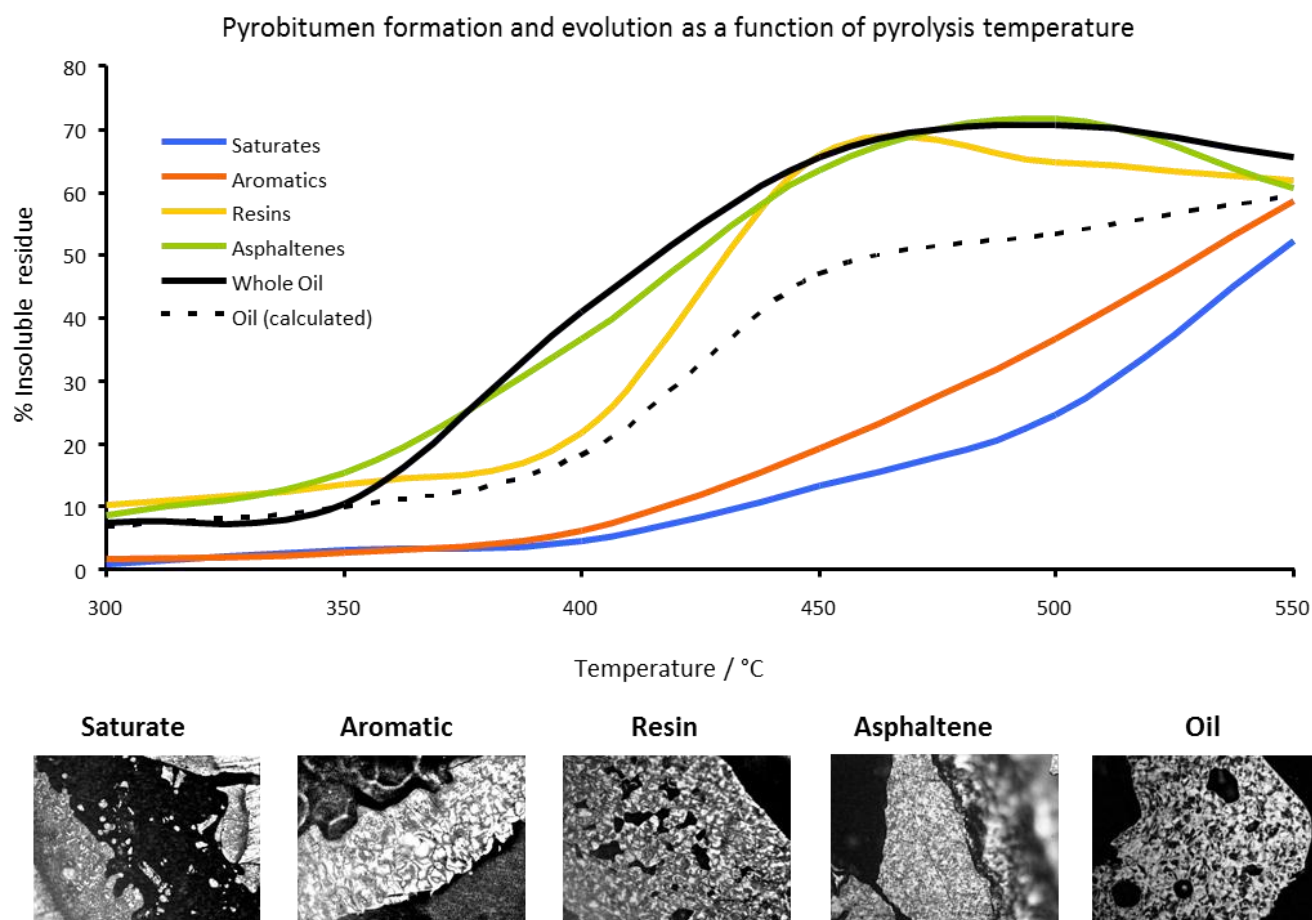 Pyrobitumen formation and evolution as a function of pyrolysis temperature
80
70
60
50
40
30
20
10
0
% Insoluble residue
Saturates
Aromatics
Resins
Asphaltenes
Whole Oil
Oil (calculated)
300 350 400 450 500 550
Temperature / °C
Saturate Aromatic Resin Asphaltene Oil